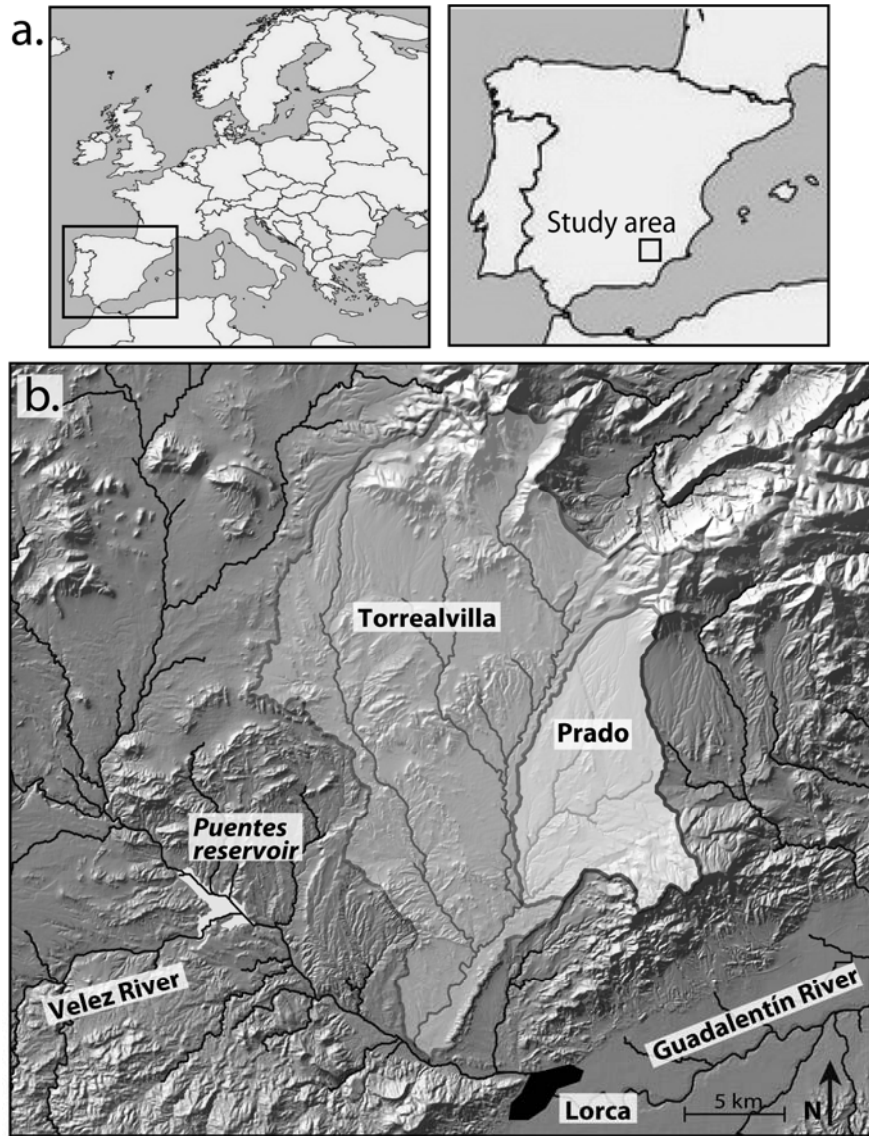 a.
Study area
b.
Torrealvilla
Prado
Puentes
reservoir
Velez River
Guadalentín River
Lorca
5 km
N